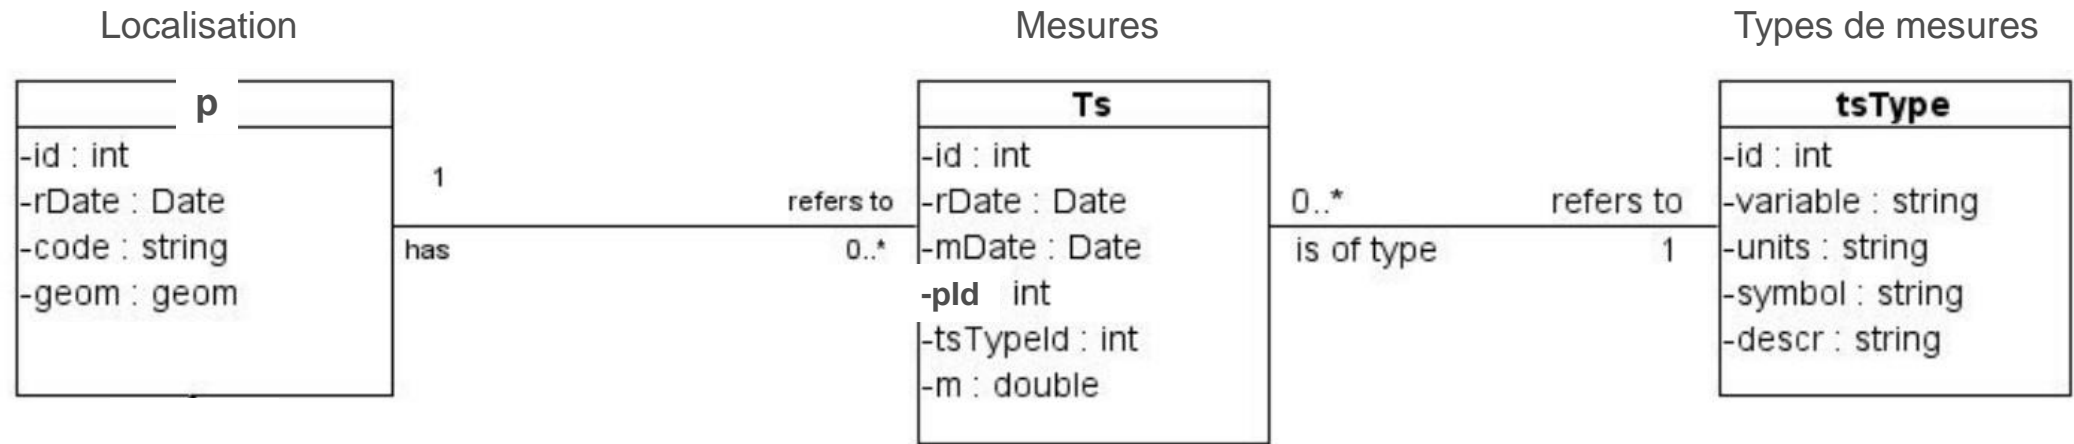 Localisation
Mesures
Types de mesures
p
-id : int
-rDate : Date
-code : string
-geom : geom
1
has
refers to
0..*
Ts
-id : int
-rDate : Date
-mDate : Date
-pId int
-tsTypeId : int
-m : double
0..*
is of type
refers to
1
tsType
-id : int
-variable : string
-units : string
-symbol : string
-descr : string